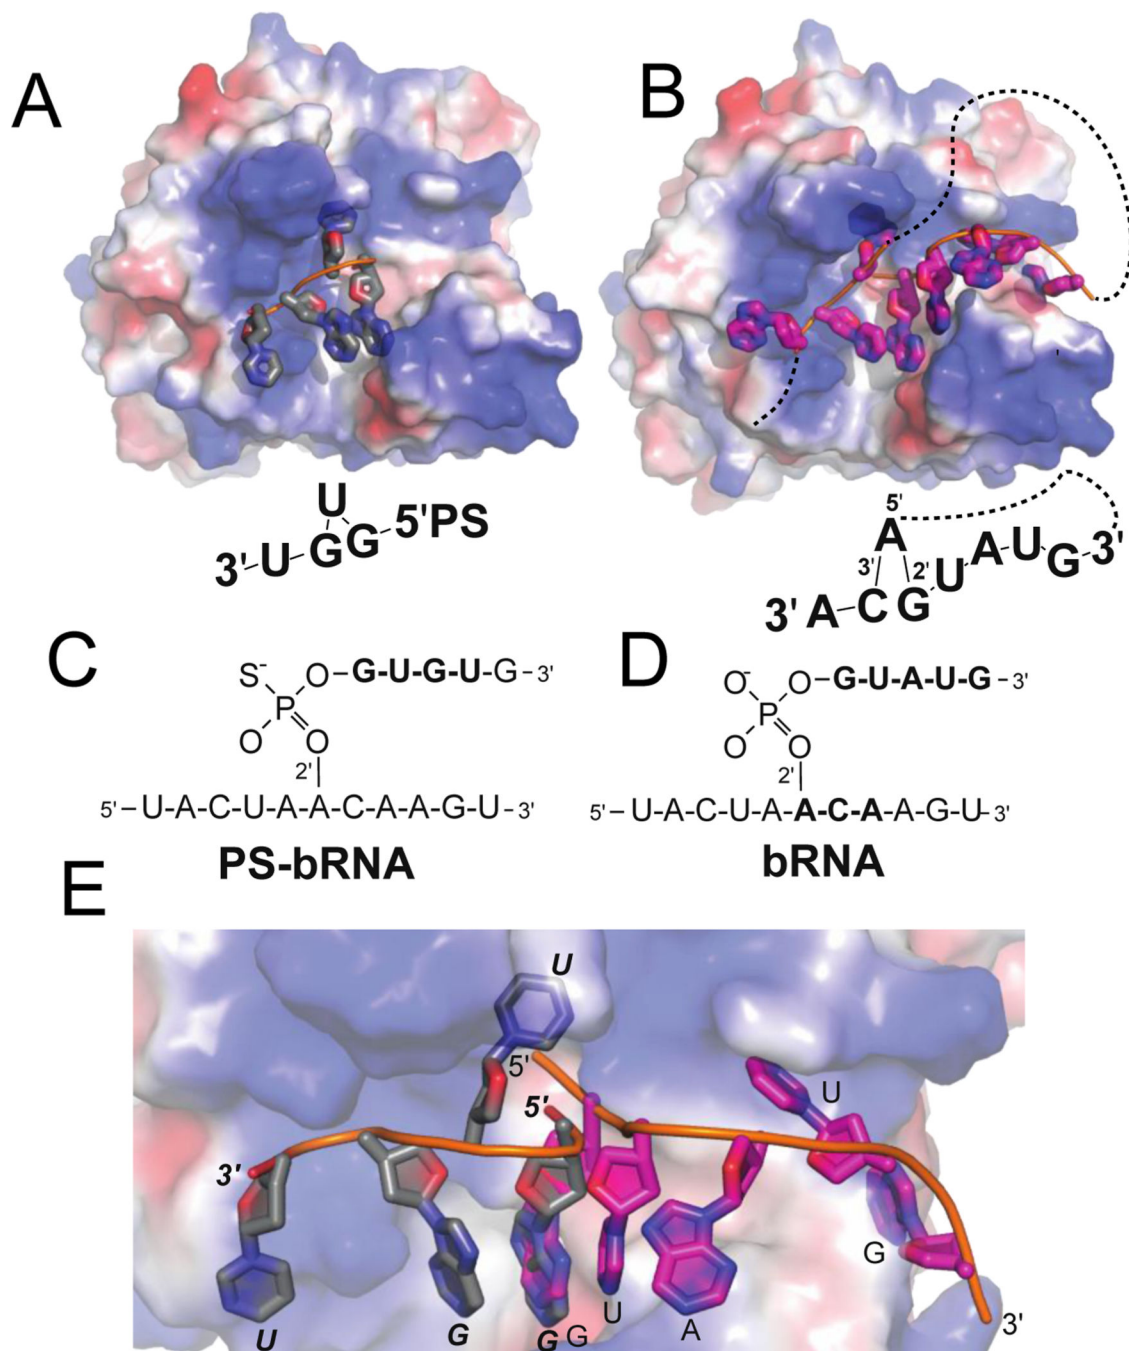 A
B
U
3'-U-GG-5'PS
5'
A
3' 2' U-A-U-G-3'
3' A-C G
C
S⁻ O-G-U-G-U-G-3'
P
O O
2'
5'-U-A-C-U-A-A-C-A-A-G-U-3'
PS-bRNA
D
O⁻ O-G-U-A-U-G-3'
P
O O
2'
5'-U-A-C-U-A-A-C-A-A-G-U-3'
bRNA
E
U
5'
5'
U
3'
G
U
G
G
G
U
A
3'